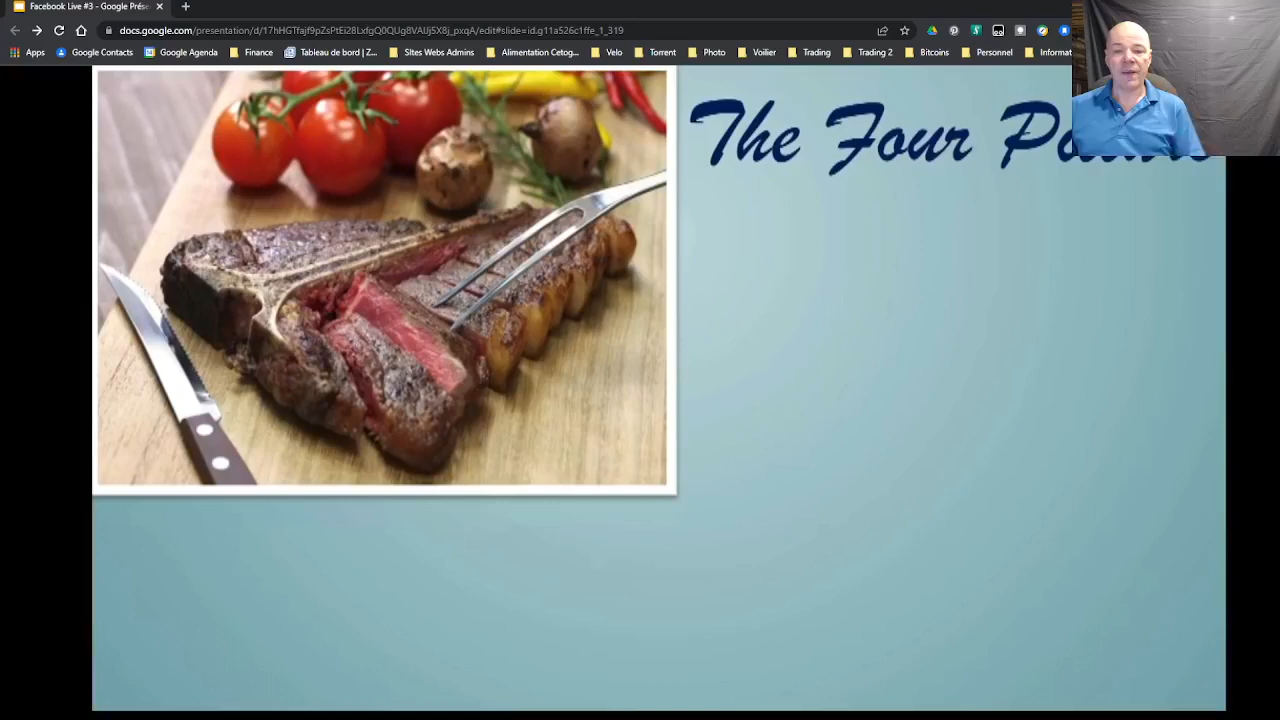 Facebook Live #3 - Google Prése
docs.google.com/presentation/d/17hHGTfajf9pZsPtEi28LxfgQ0QUg8VAUj5X8j_pxqA/edit#slide=id.g11a526c1ffe_1_319
Apps Google Contacts Google Agenda Finance Tableau de bord | Z... SItes Webs Admins Alimentation Cetog... Velo Torrent Photo Voilier Trading Trading 2 Bitcoins Personnel Informat
The Four